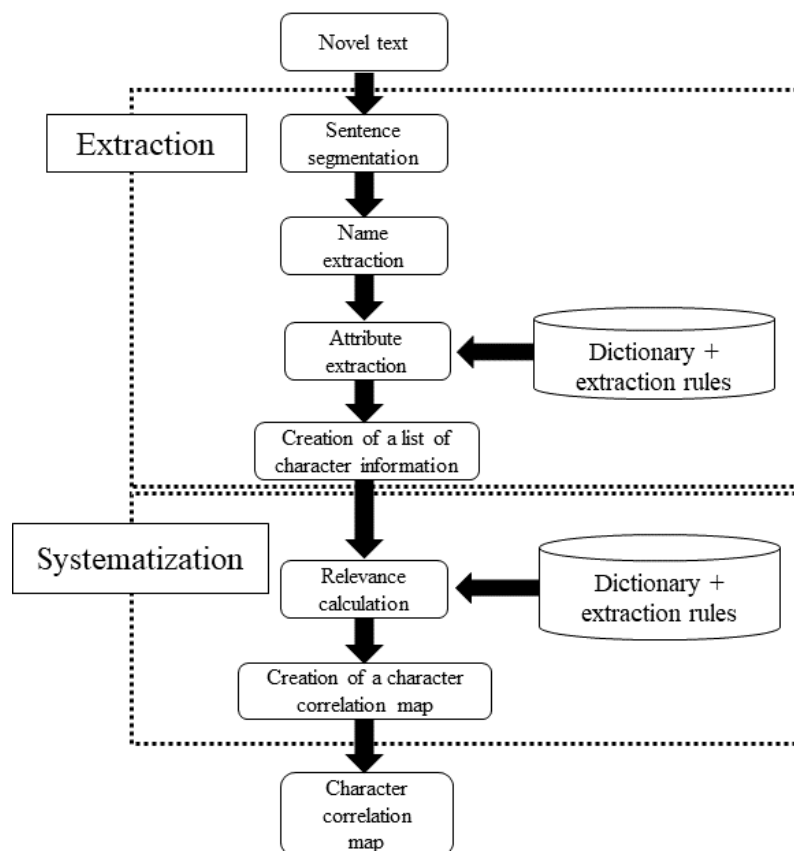 Novel text
Extraction
Sentence
segmentation
Name
extraction
Attribute
extraction
Dictionary +
extraction rules
Creation of a list of
character information
Systematization
Relevance
calculation
Dictionary +
extraction rules
Creation of a character
correlation map
Character
correlation
map